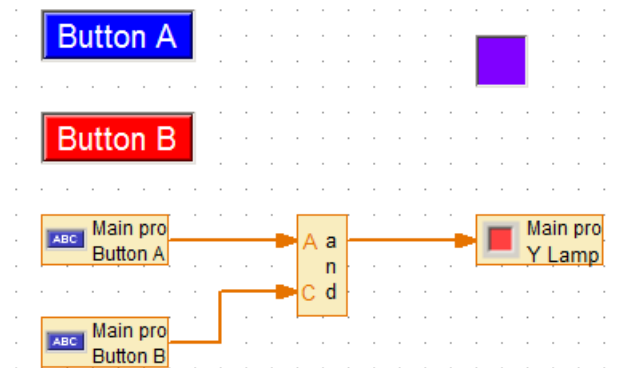 Button A
Button B
ABC Main pro
Button A
A a
n
C d
Main pro
Y Lamp
ABC Main pro
Button B